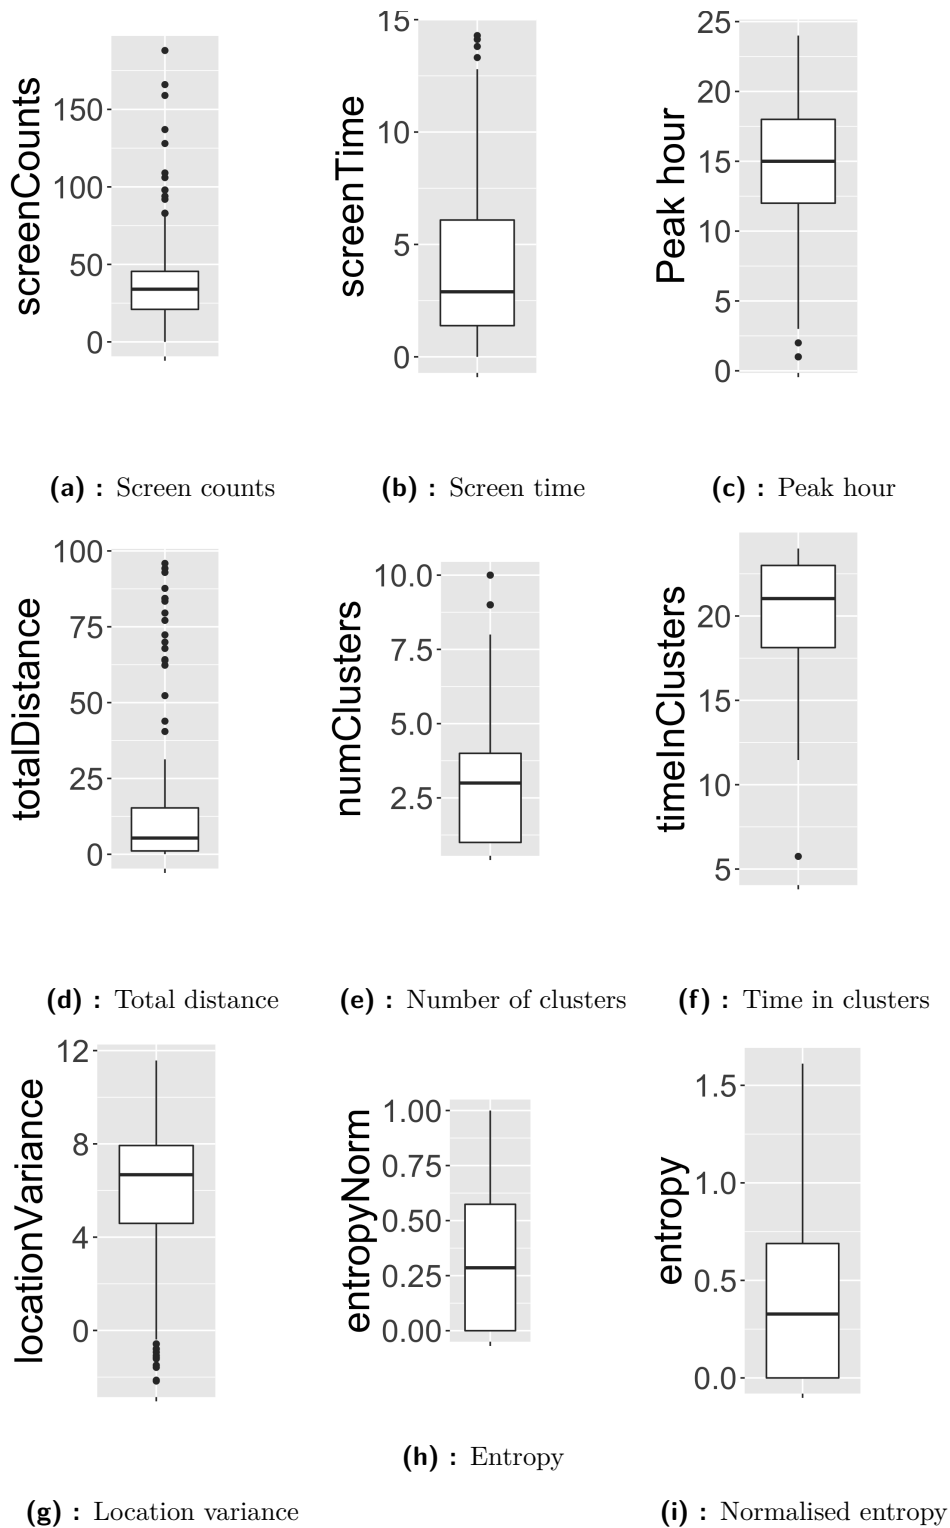 screenCounts
150
100
50
0
screenTime
15
10
5
0
Peak hour
25
20
15
10
5
0
(a) : Screen counts
(b) : Screen time
(c) : Peak hour
totalDistance
100
75
50
25
0
numClusters
10.0
7.5
5.0
2.5
timeInClusters
20
15
10
5
(d) : Total distance
(e) : Number of clusters
(f) : Time in clusters
locationVariance
12
8
4
0
entropyNorm
1.00
0.75
0.50
0.25
0.00
entropy
1.5
1.0
0.5
0.0
(h) : Entropy
(g) : Location variance
(i) : Normalised entropy